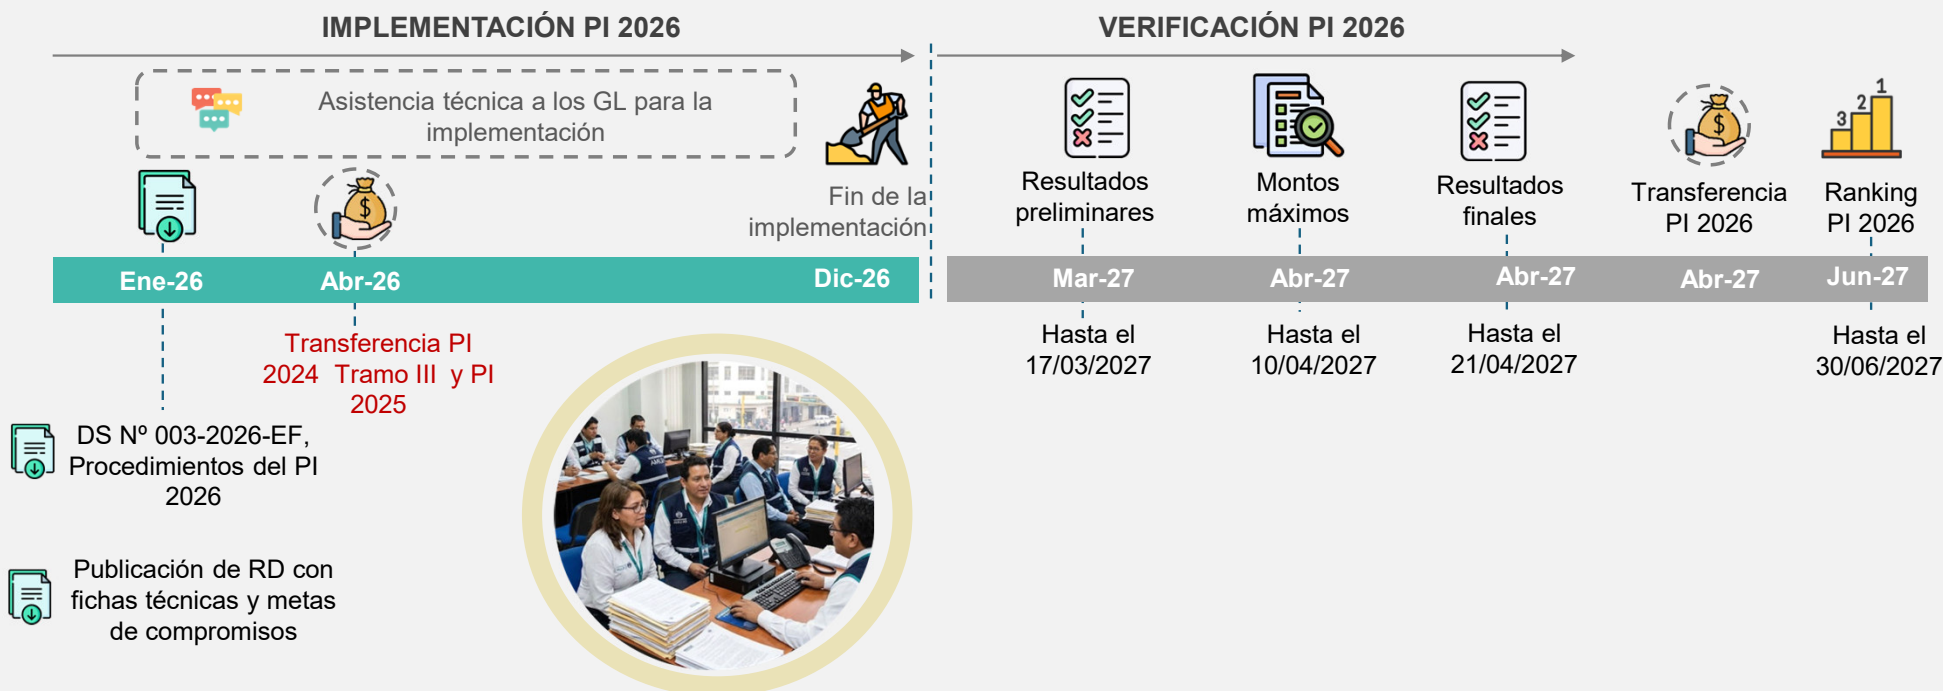 IMPLEMENTACIÓN PI 2026
VERIFICACIÓN PI 2026
Asistencia técnica a los GL para la
implementación
Fin de la
implementación
Resultados
preliminares
Montos
máximos
Resultados
finales
Transferencia
PI 2026
3 2 1
Ranking
PI 2026
Ene-26
Abr-26
Dic-26
Mar-27
Abr-27
Abr-27
Abr-27
Jun-27
Transferencia PI
2024 Tramo III y PI
2025
Hasta el
17/03/2027
Hasta el
10/04/2027
Hasta el
21/04/2027
Hasta el
30/06/2027
DS Nº 003-2026-EF,
Procedimientos del PI
2026
Publicación de RD con
fichas técnicas y metas
de compromisos